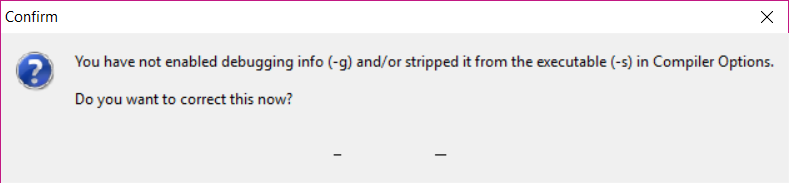 Confirm
You have not enabled debugging info (-g) and/or stripped it from the executable (-s) in Compiler Options.
Do you want to correct this now?